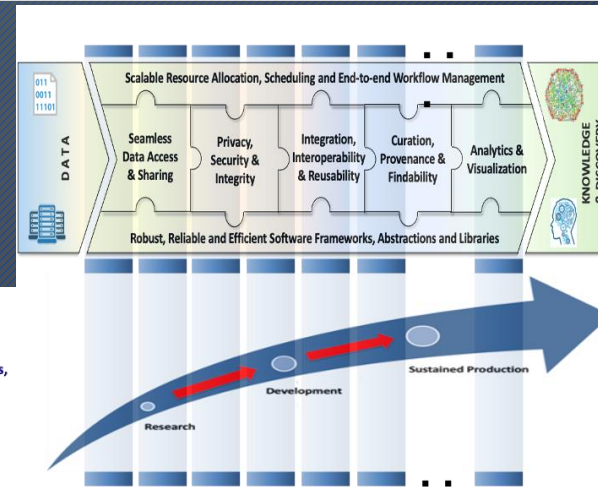 Scalable Resource Allocation, Scheduling and End-to-end Workflow Management
011
0011
11101
DATA
Seamless
Data Access
& Sharing
Privacy,
Security &
Integrity
Integration,
Interoperability
& Reusability
Curation,
Provenance &
Findability
Analytics &
Visualization
KNOWLEDGE
& DISCOVERY
Robust, Reliable and Efficient Software Frameworks, Abstractions and Libraries
s,
Sustained Production
Development
Research